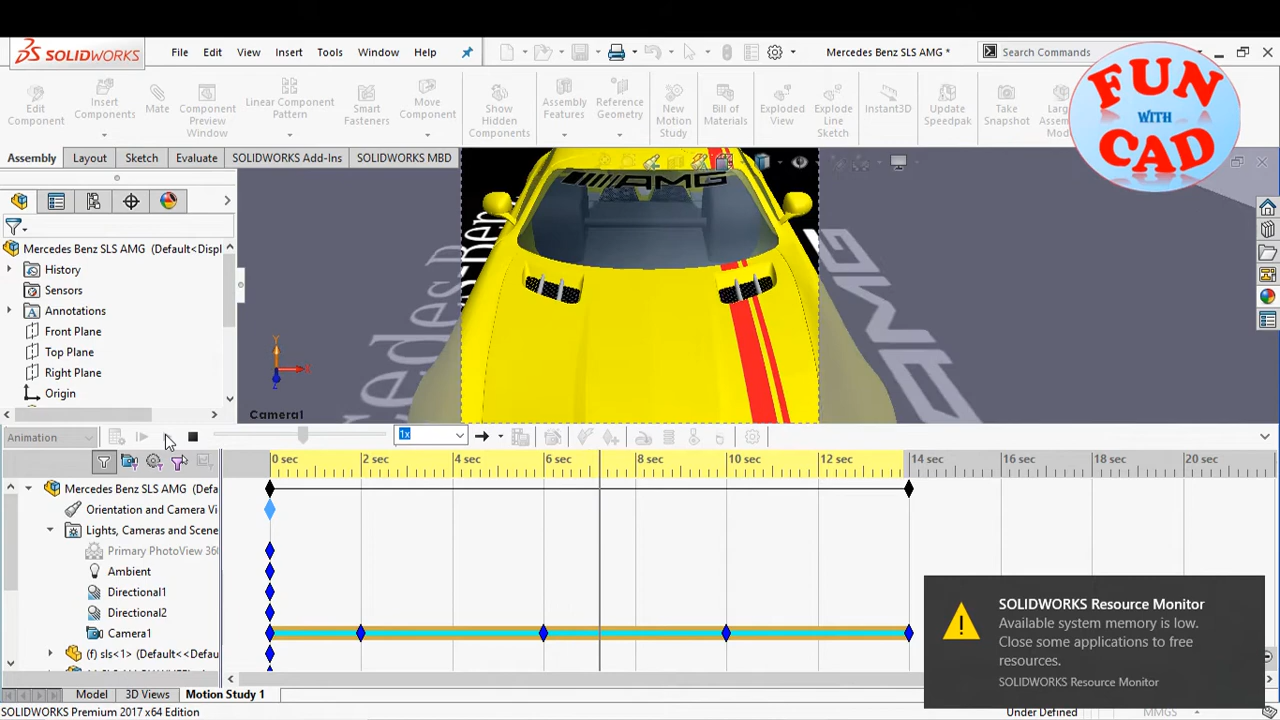 SOLIDWORKS
File Edit View Insert Tools Window Help
Mercedes Benz SLS AMG *
Search Commands
FUN
WITH
CAD
Edit Component
Insert Components
Mate
Component Preview Window
Linear Component Pattern
Smart Fasteners
Move Component
Show Hidden Components
Assembly Features
Reference Geometry
New Motion Study
Bill of Materials
Exploded View
Explode Line Sketch
Instant3D
Update Speedpak
Take Snapshot
Assembly Layout Sketch Evaluate SOLIDWORKS Add-Ins SOLIDWORKS MBD
AMG
Mercedes Benz SLS AMG (Default<Displ
History
Sensors
Annotations
Front Plane
Top Plane
Right Plane
Origin
Y
X
Z
Camera1
Animation
1x
0 sec 2 sec 4 sec 6 sec 8 sec 10 sec 12 sec 14 sec 16 sec 18 sec 20 sec
Mercedes Benz SLS AMG (Defa
Orientation and Camera Vi
Lights, Cameras and Scene
Primary PhotoView 360
Ambient
Directional1
Directional2
Camera1
(f) sls<1> (Default<Defau
SOLIDWORKS Resource Monitor
Available system memory is low.
Close some applications to free
resources.
SOLIDWORKS Resource Monitor
Model 3D Views Motion Study 1
SOLIDWORKS Premium 2017 x64 Edition
Under Defined
MMGS